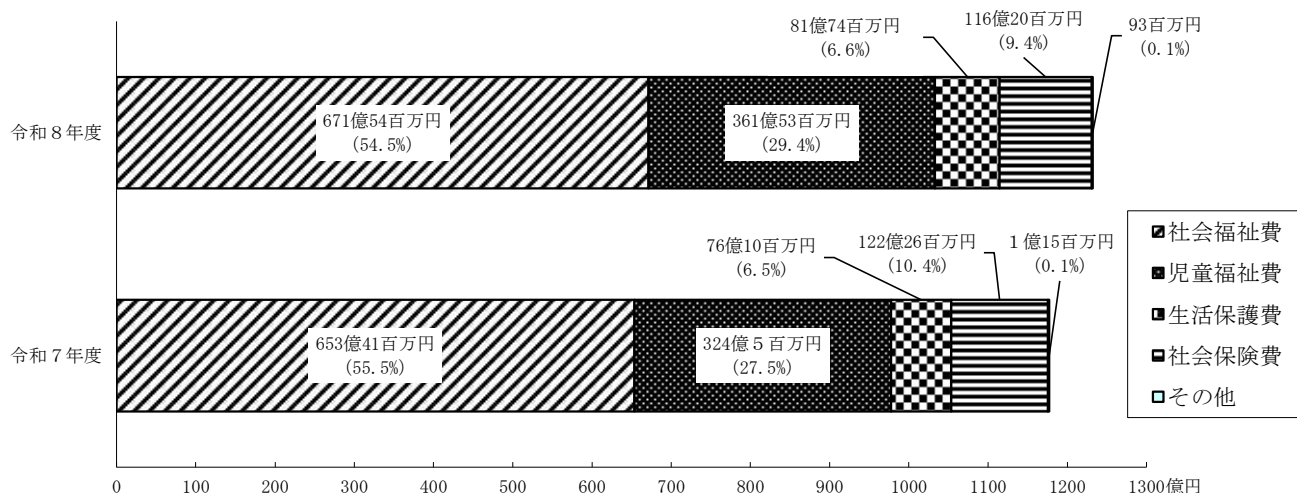 81億74百万円
(6.6%)
116億20百万円
(9.4%)
93百万円
(0.1%)
令和8年度
671億54百万円
(54.5%)
361億53百万円
(29.4%)
76億10百万円
(6.5%)
122億26百万円
(10.4%)
1億15百万円
(0.1%)
令和7年度
653億41百万円
(55.5%)
324億5百万円
(27.5%)
社会福祉費
児童福祉費
生活保護費
社会保険費
その他
0 100 200 300 400 500 600 700 800 900 1000 1100 1200 1300億円